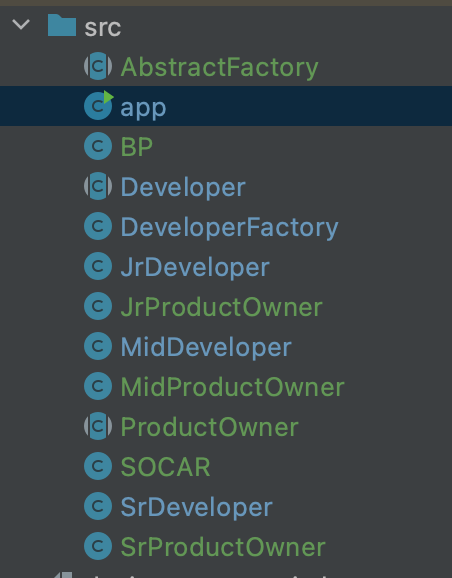 src
AbstractFactory
app
BP
Developer
DeveloperFactory
JrDeveloper
JrProductOwner
MidDeveloper
MidProductOwner
ProductOwner
SOCAR
SrDeveloper
SrProductOwner